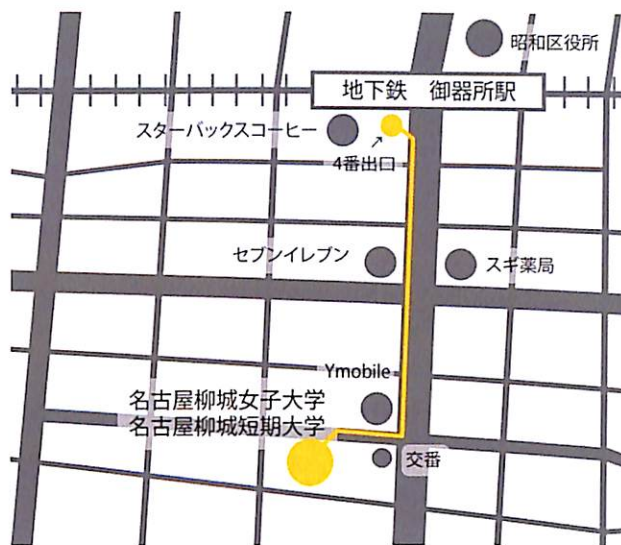 昭和区役所
地下鉄　御器所駅
スターバックスコーヒー
↗
4番出口
セブンイレブン
スギ薬局
Ymobile
名古屋柳城女子大学
名古屋柳城短期大学
交番